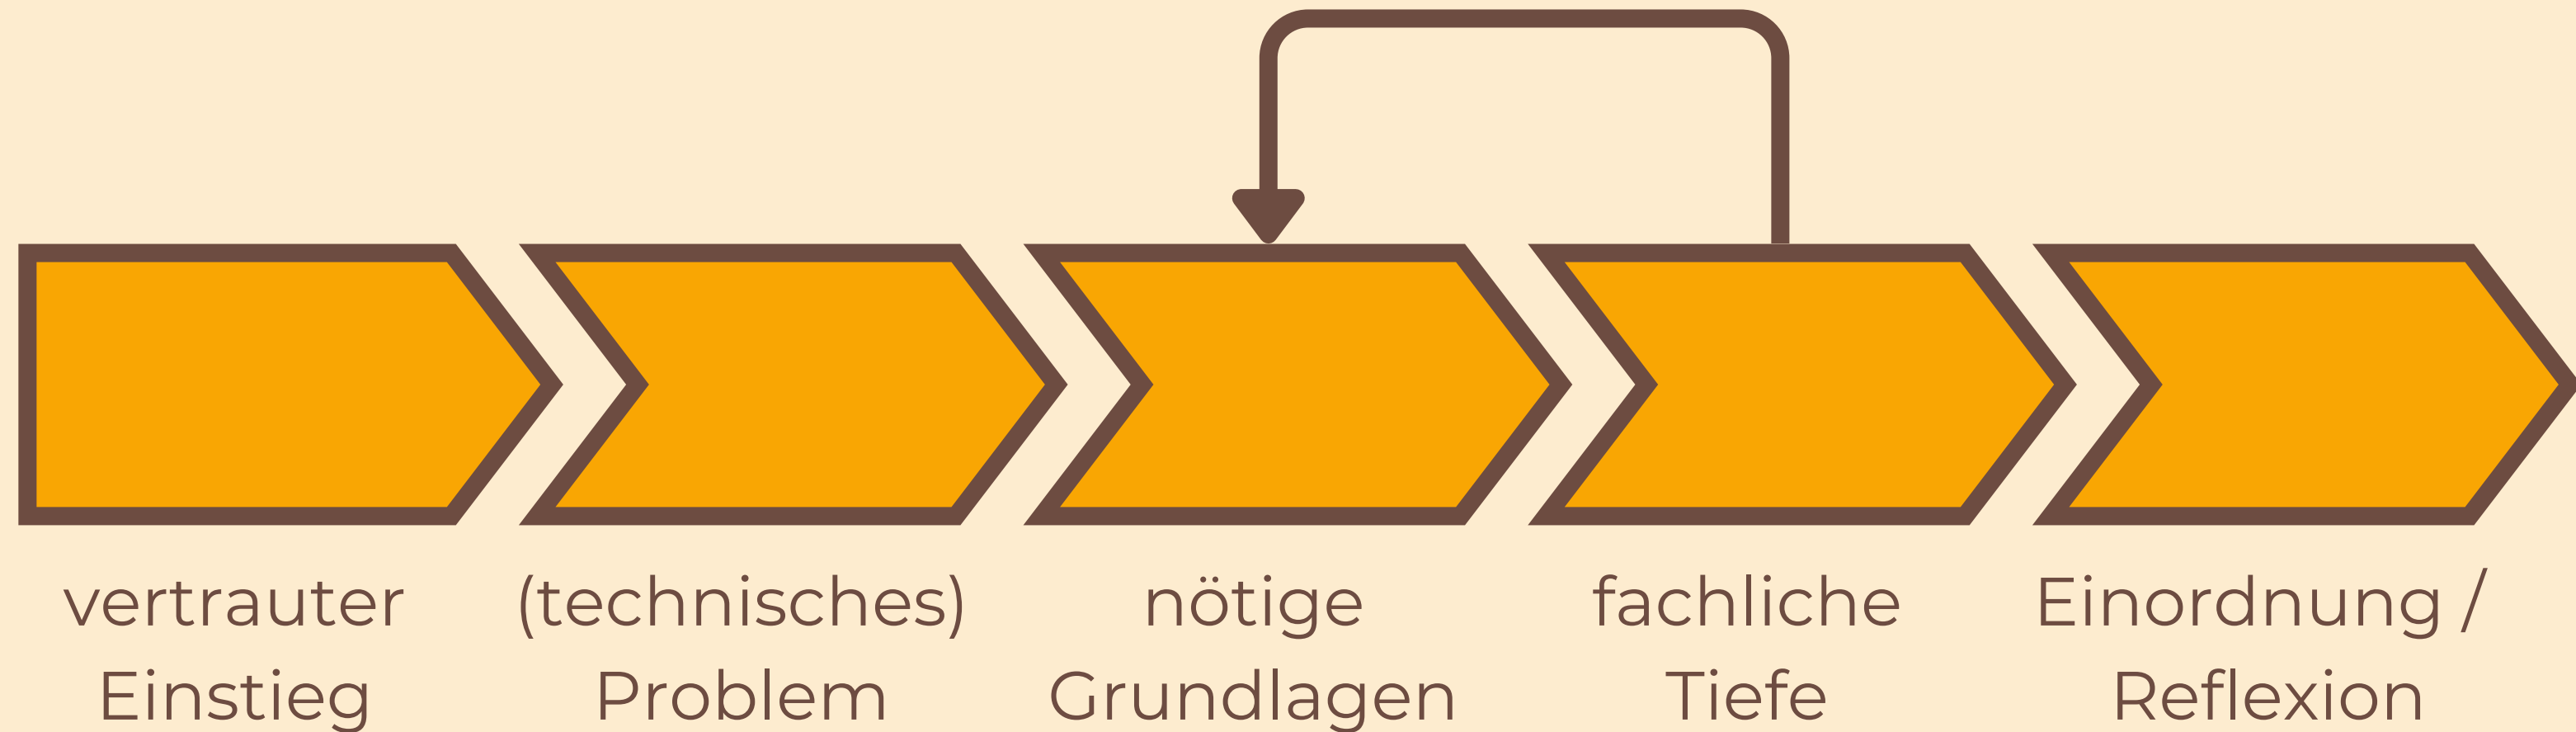 vertrauter
Einstieg
(technisches)
Problem
nötige
Grundlagen
fachliche
Tiefe
Einordnung /
Reflexion